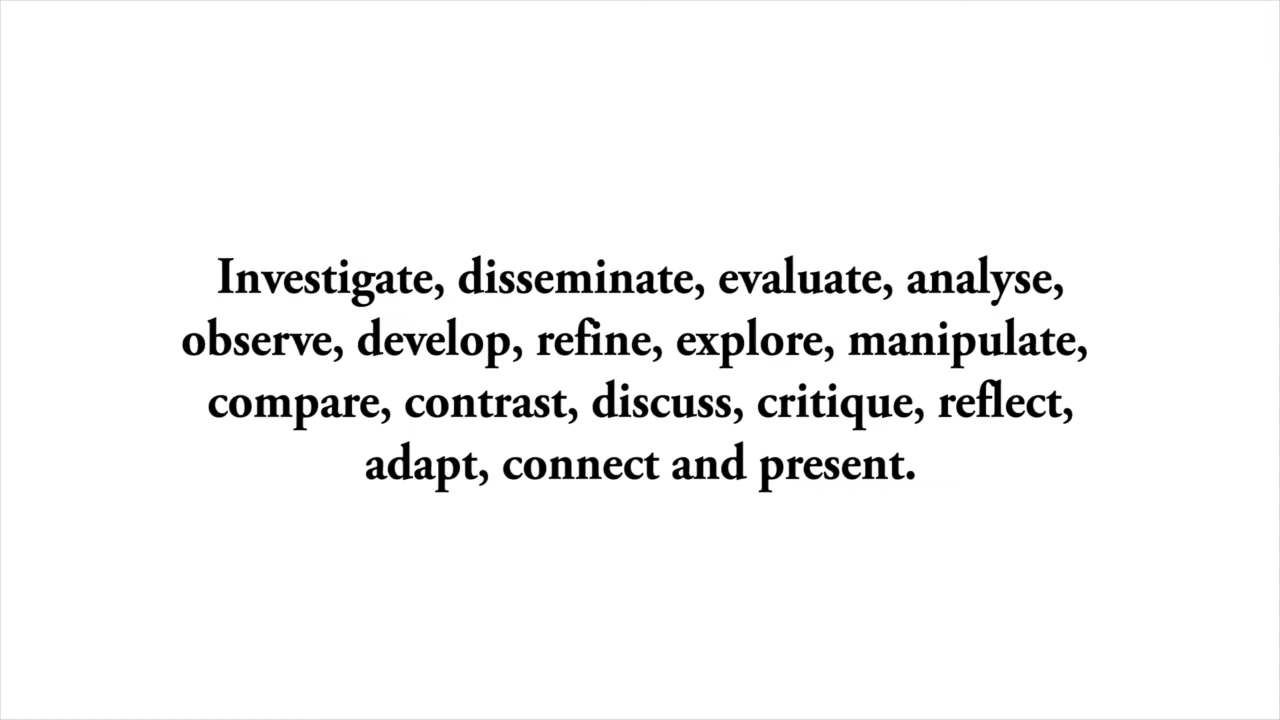 Investigate, disseminate, evaluate, analyse,
observe, develop, refine, explore, manipulate,
compare, contrast, discuss, critique, reflect,
adapt, connect and present.